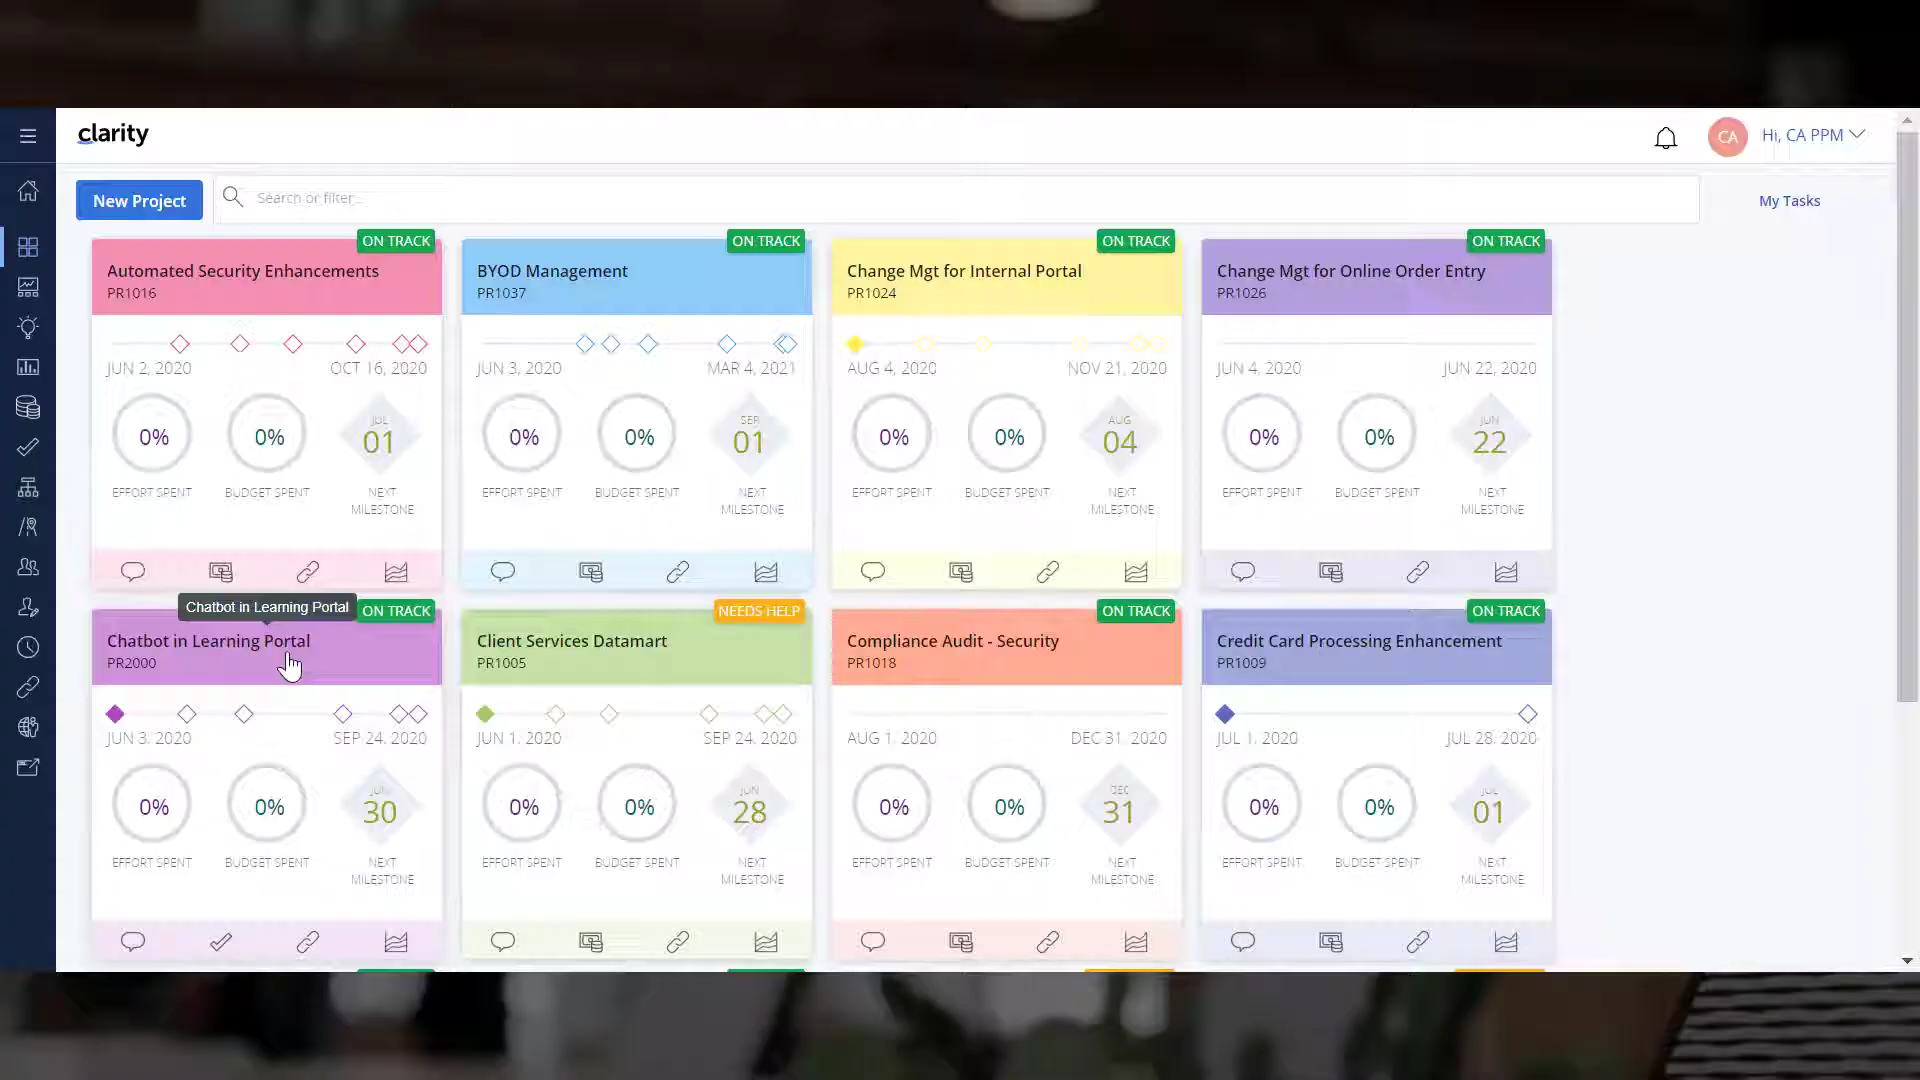 clarity
CA
Hi, CA PPM
New Project
Search or filter...
My Tasks
ON TRACK
Automated Security Enhancements
PR1016
JUN 2, 2020
OCT 16, 2020
0%
0%
JUL
01
EFFORT SPENT
BUDGET SPENT
NEXT
MILESTONE
ON TRACK
BYOD Management
PR1037
JUN 3, 2020
MAR 4, 2021
0%
0%
SEP
01
EFFORT SPENT
BUDGET SPENT
NEXT
MILESTONE
ON TRACK
Change Mgt for Internal Portal
PR1024
AUG 4, 2020
NOV 21, 2020
0%
0%
AUG
04
EFFORT SPENT
BUDGET SPENT
NEXT
MILESTONE
ON TRACK
Change Mgt for Online Order Entry
PR1026
JUN 4, 2020
JUN 22, 2020
0%
0%
JUN
22
EFFORT SPENT
BUDGET SPENT
NEXT
MILESTONE
Chatbot in Learning Portal
ON TRACK
Chatbot in Learning Portal
PR2000
JUN 3, 2020
SEP 24, 2020
0%
0%
30
EFFORT SPENT
BUDGET SPENT
NEXT
MILESTONE
NEEDS HELP
Client Services Datamart
PR1005
JUN 1, 2020
SEP 24, 2020
0%
0%
JUN
28
EFFORT SPENT
BUDGET SPENT
NEXT
MILESTONE
ON TRACK
Compliance Audit - Security
PR1018
AUG 1, 2020
DEC 31, 2020
0%
0%
DEC
31
EFFORT SPENT
BUDGET SPENT
NEXT
MILESTONE
ON TRACK
Credit Card Processing Enhancement
PR1009
JUL 1, 2020
JUL 28, 2020
0%
0%
JUL
01
EFFORT SPENT
BUDGET SPENT
NEXT
MILESTONE